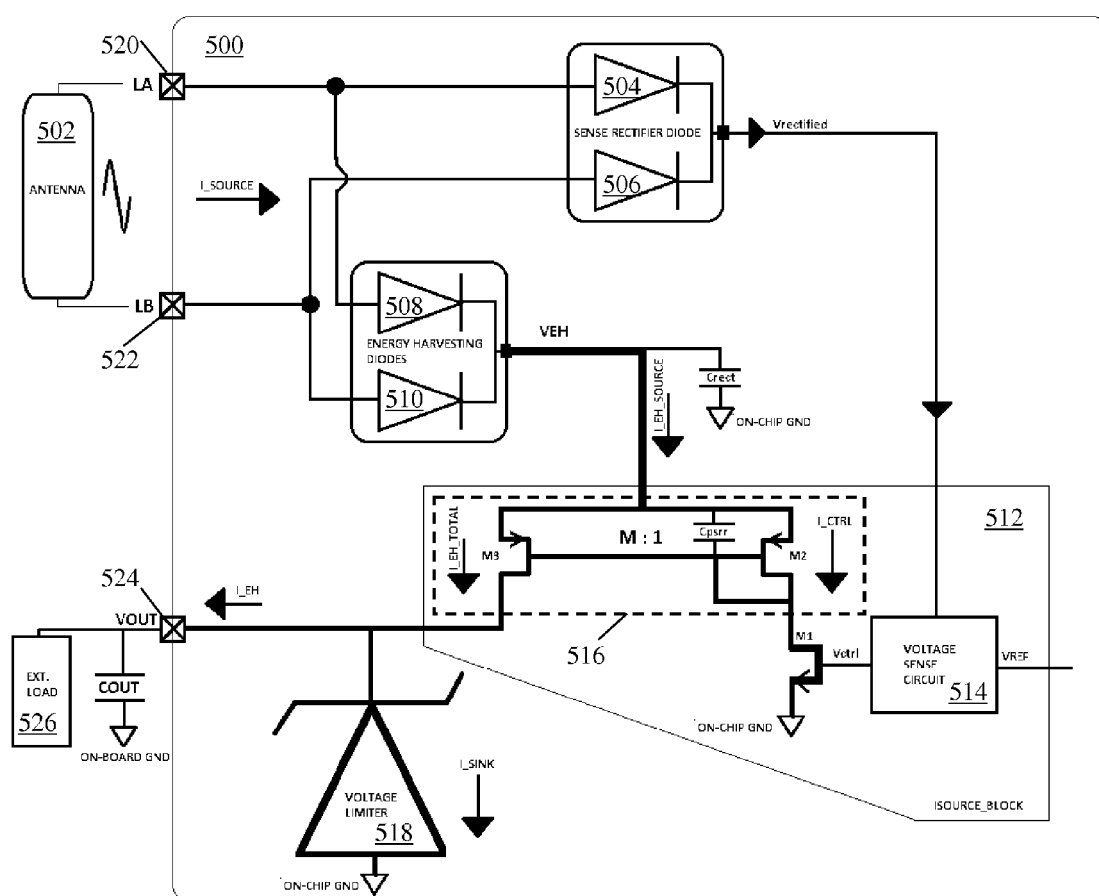 520
500
LA
504
502
SENSE RECTIFIER DIODE
Vrectified
ANTENNA
I_SOURCE
506
LB
508
522
ENERGY HARVESTING
DIODES
VEH
510
I_EH_SOURCE
Crect
ON-CHIP GND
512
I_EH_TOTAL
M : 1
Cpsrr
I_CTRL
M3
M2
524
I_EH
VOUT
516
M1
Vctrl
VOLTAGE
SENSE
CIRCUIT
514
VREF
EXT.
LOAD
526
COUT
ON-BOARD GND
ON-CHIP GND
I_SINK
VOLTAGE
LIMITER
518
ISOURCE_BLOCK
ON-CHIP GND